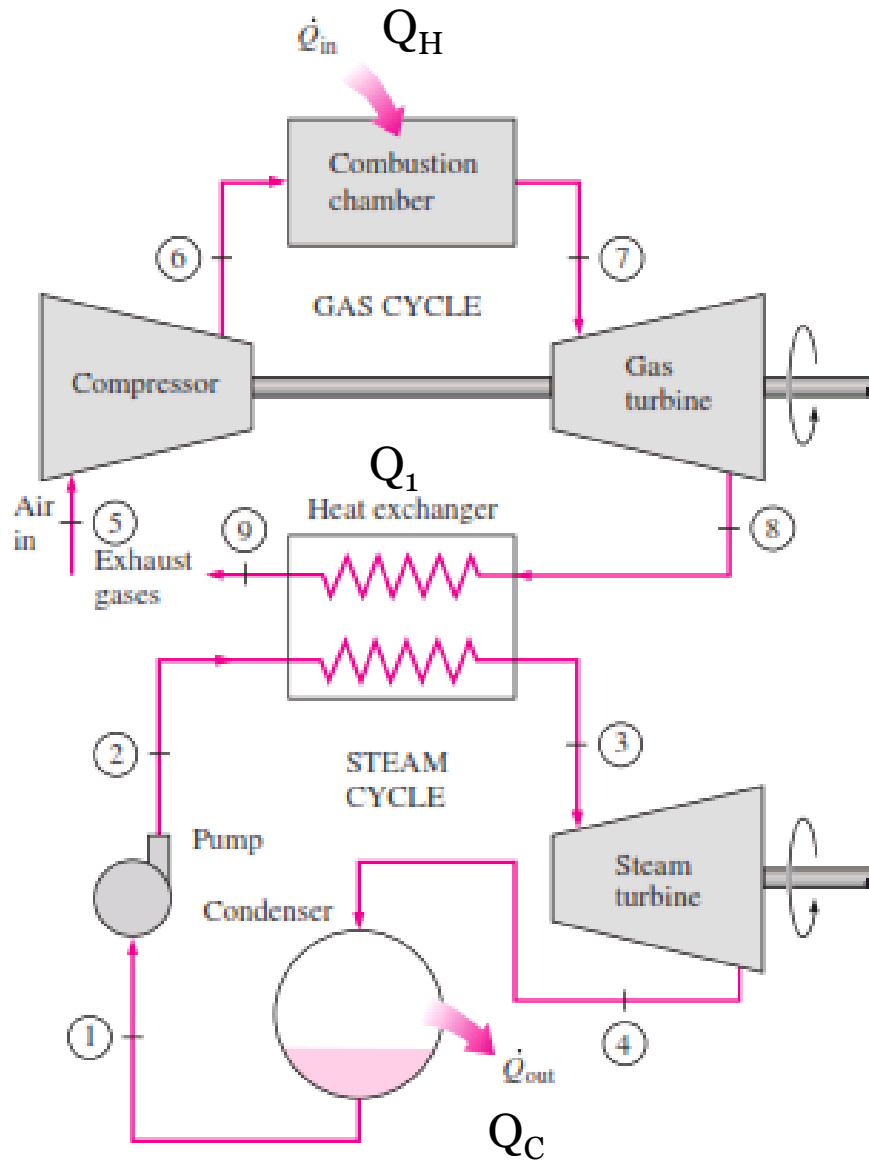 Q̇in
QH
Combustion
chamber
6
7
GAS CYCLE
Compressor
Gas
turbine
Q1
Air
in
5
9
Heat exchanger
8
Exhaust
gases
2
3
STEAM
CYCLE
Pump
Steam
turbine
Condenser
1
4
Q̇out
QC